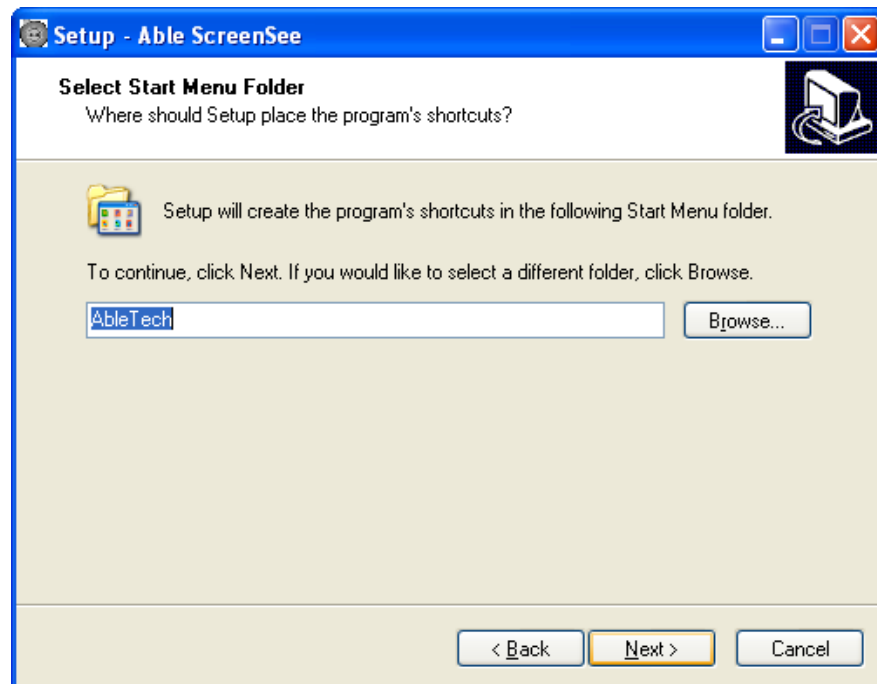 Setup - Able ScreenSee
Select Start Menu Folder
Where should Setup place the program's shortcuts?
Setup will create the program's shortcuts in the following Start Menu folder.
To continue, click Next. If you would like to select a different folder, click Browse.
AbleTech
Browse...
< Back
Next >
Cancel